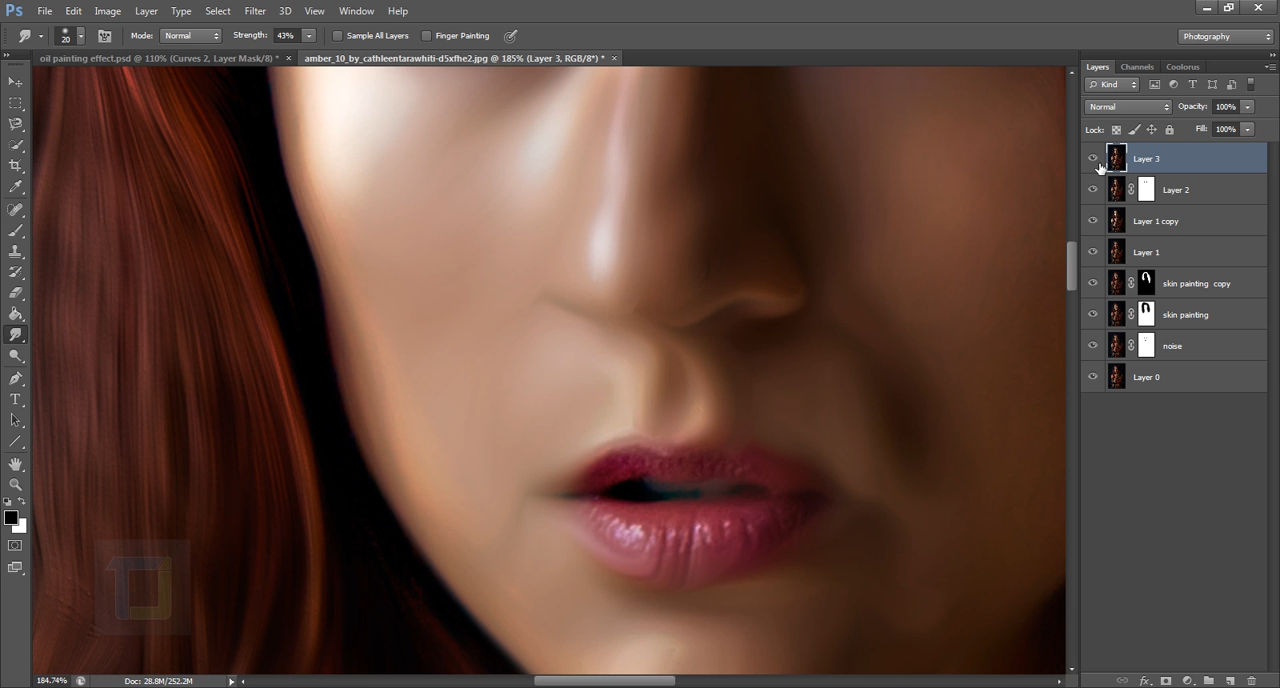 Ps File Edit Image Layer Type Select Filter 3D View Window Help
20 Mode: Normal Strength: 43% Sample All Layers Finger Painting Photography
oil painting effect.psd @ 110% (Curves 2, Layer Mask/8) * × amber_10_by_cathleentarawhiti-d5xfhe2.jpg @ 185% (Layer 3, RGB/8*) * ×
Layers Channels Coolorus
Kind
Normal Opacity: 100%
Lock: Fill: 100%
Layer 3
Layer 2
Layer 1 copy
Layer 1
skin painting copy
skin painting
noise
Layer 0
184.74% Doc: 28.8M/252.2M